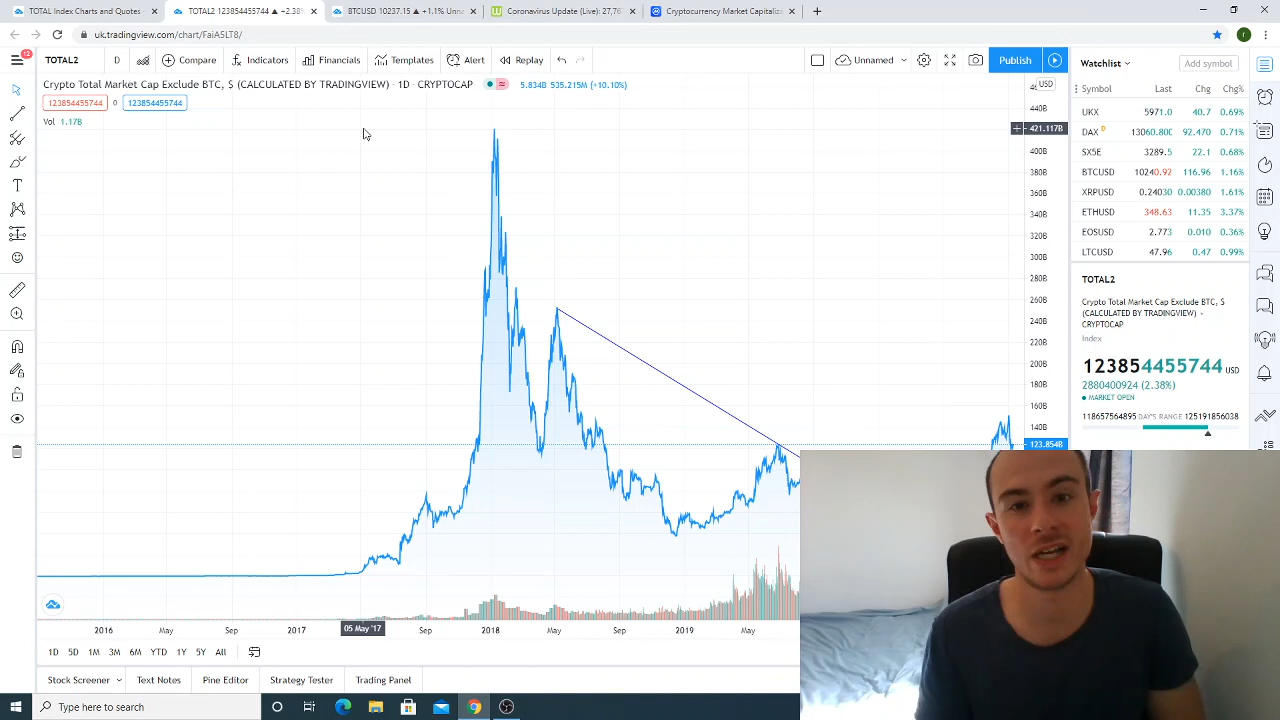 TOTAL Index Charts and Quotes -
TOTAL2 123854455744 ▲ +2.38%
BTCUSD 10237.15 ▲ +1.1% Unn
Coronavirus Update (Live): 27,76
Cryptocurrency Market Capitaliz
uk.tradingview.com/chart/FaiA5LT8/
r
12
TOTAL2
D
Compare
Indicators
Financials
Templates
Alert
Replay
Unnamed
Publish
Crypto Total Market Cap Exclude BTC, $ (CALCULATED BY TRADINGVIEW) · 1D · CRYPTOCAP
5.834B 535.215M (+10.10%)
123854455744 0 123854455744
Vol 1.17B
USD
440B
421.117B
400B
380B
360B
340B
320B
300B
280B
260B
240B
220B
200B
180B
160B
140B
123.854B
2016
May
Sep
2017
05 May '17
Sep
2018
May
Sep
2019
May
1D 5D 1M 3M 6M YTD 1Y 5Y All
Stock Screener
Text Notes
Pine Editor
Strategy Tester
Trading Panel
Type here to search
Watchlist
Add symbol
Symbol Last Chg Chg%
UKX 5971.0 40.7 0.69%
DAX D 13060.800 92.470 0.71%
SX5E 3289.5 22.1 0.68%
BTCUSD 10240.92 116.96 1.16%
XRPUSD 0.24030 0.00380 1.61%
ETHUSD 348.63 11.35 3.37%
EOSUSD 2.773 0.010 0.36%
LTCUSD 47.96 0.47 0.99%
TOTAL2
Crypto Total Market Cap Exclude BTC, $
(CALCULATED BY TRADINGVIEW) •
CRYPTOCAP
Index
123854455744 USD
2880400924 (2.38%)
MARKET OPEN
118657564895 DAY'S RANGE 125191856038